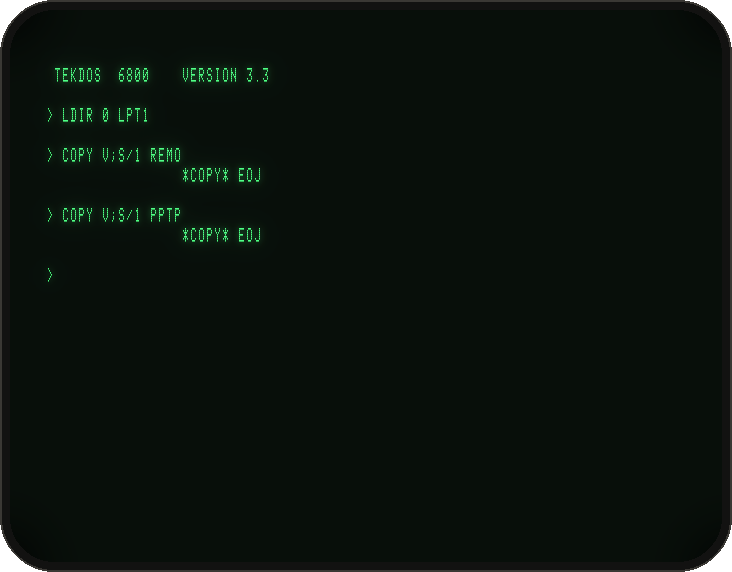 TEKDOS  6800    VERSION 3.3
> LDIR 0 LPT1
> COPY V;S/1 REMO
*COPY* EOJ
> COPY V;S/1 PPTP
*COPY* EOJ
>